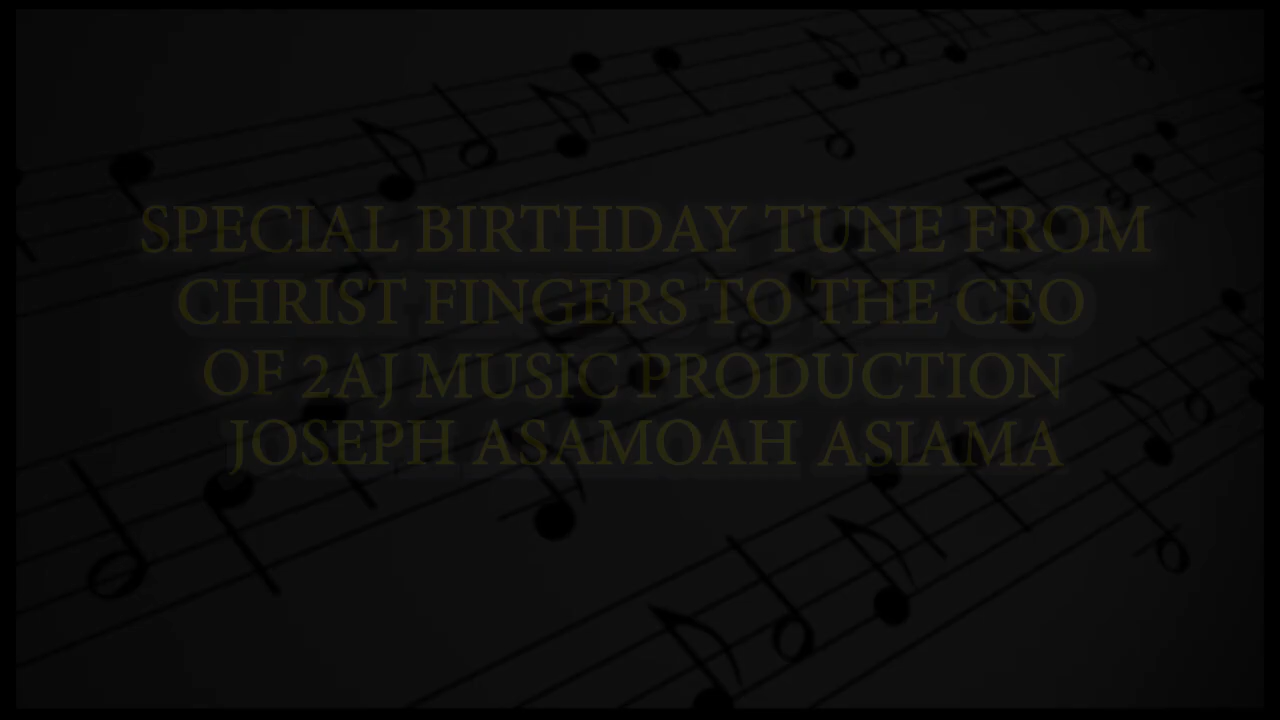 SPECIAL BIRTHDAY TUNE FROM
CHRIST FINGERS TO THE CEO
OF 2AJ MUSIC PRODUCTION
JOSEPH ASAMOAH ASIAMA